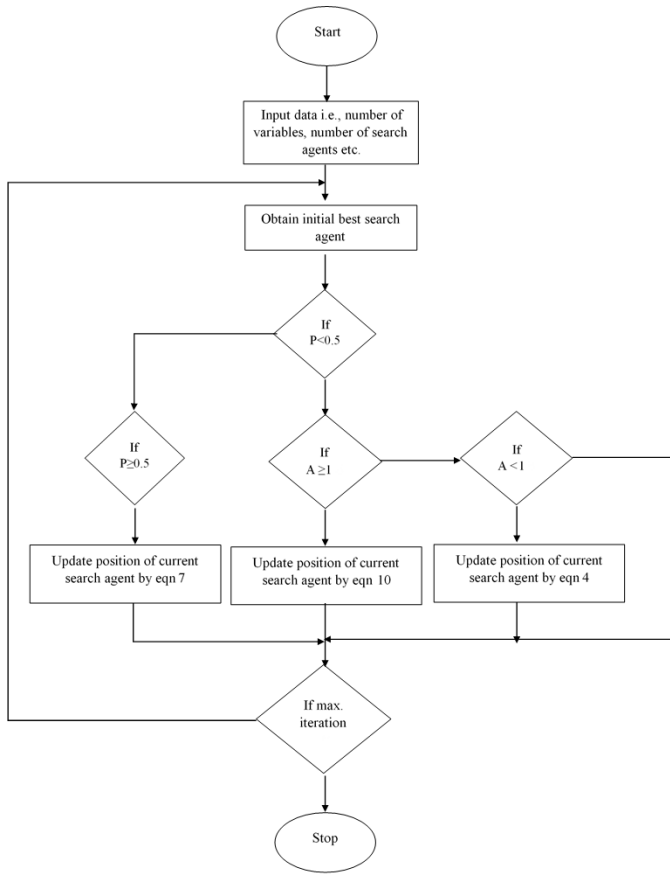 Start
Input data i.e., number of
variables, number of search
agents etc.
Obtain initial best search
agent
If
P<0.5
If
P≥0.5
If
A ≥1
If
A <1
Update position of current
search agent by eqn 7
Update position of current
search agent by eqn 10
Update position of current
search agent by eqn 4
If max.
iteration
Stop